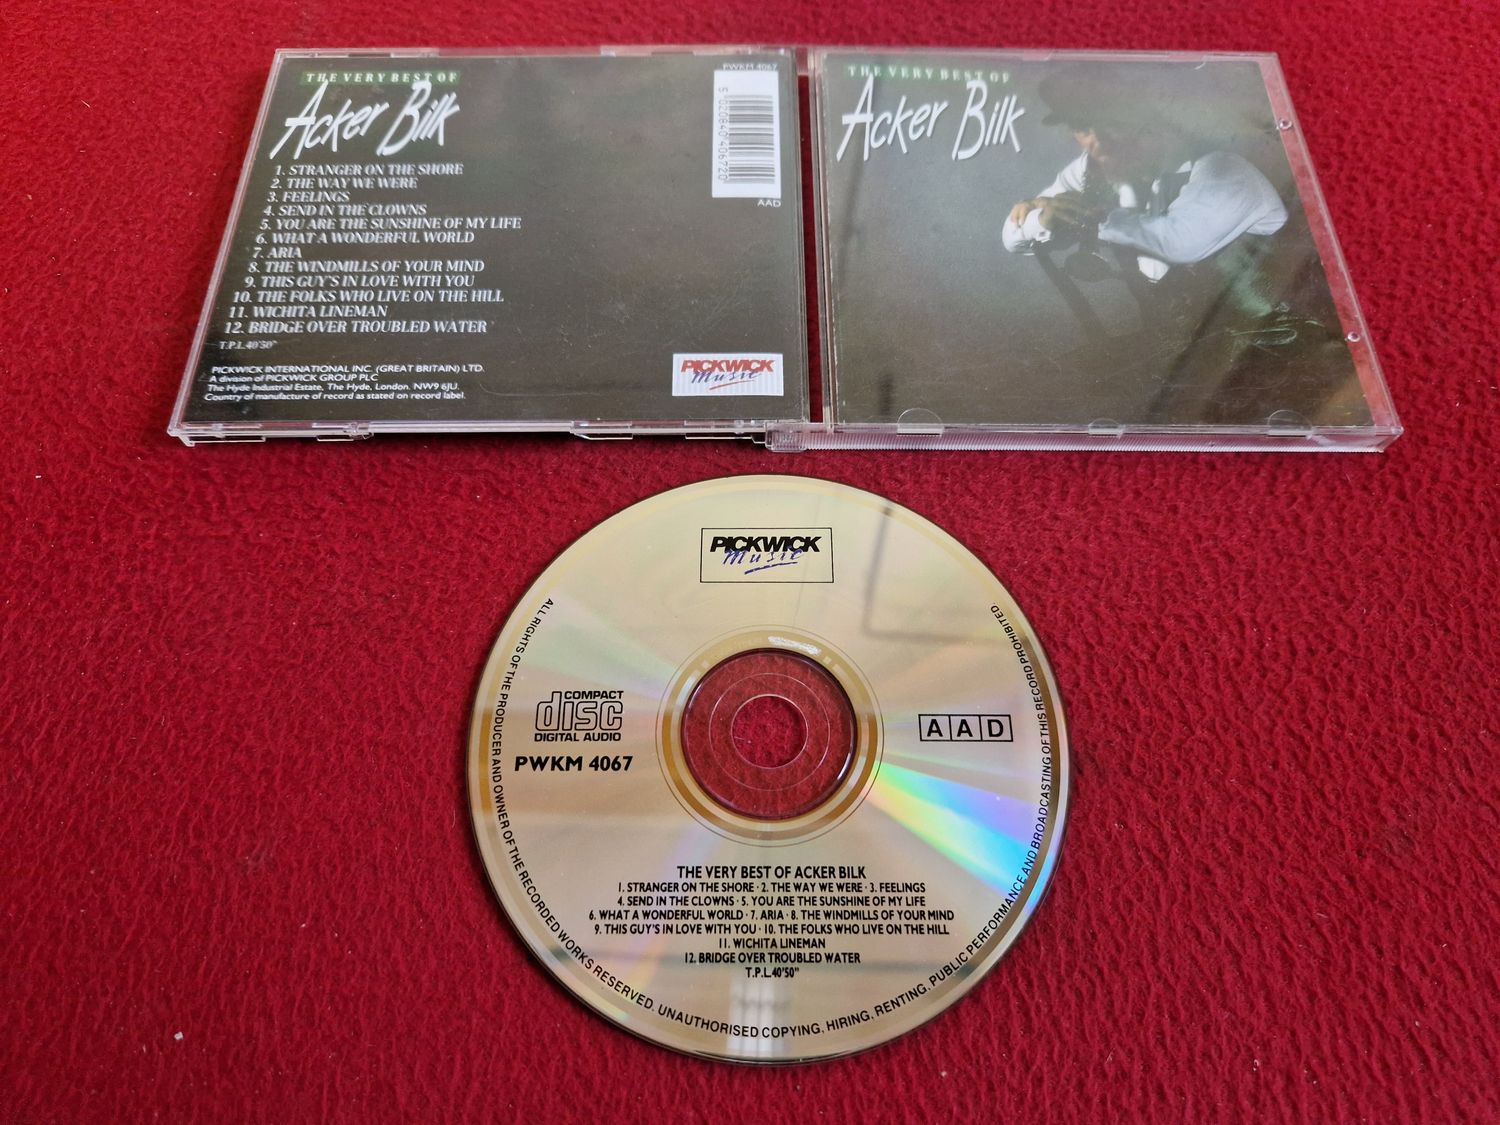 THE VERY BEST OF
Acker Bilk
1. STRANGER ON THE SHORE
2. THE WAY WE WERE
3. FEELINGS
4. SEND IN THE CLOWNS
5. YOU ARE THE SUNSHINE OF MY LIFE
6. WHAT A WONDERFUL WORLD
7. ARIA
8. THE WINDMILLS OF YOUR MIND
9. THIS GUY'S IN LOVE WITH YOU
10. THE FOLKS WHO LIVE ON THE HILL
11. WICHITA LINEMAN
12. BRIDGE OVER TROUBLED WATER
T.P.L.40'50"
PICKWICK INTERNATIONAL INC. (GREAT BRITAIN) LTD.
A division of PICKWICK GROUP PLC
The Hyde Industrial Estate, The Hyde, London. NW9 6JU.
Country of manufacture of record as stated on record label.
PWKM 4067
5 020840 406720
AAD
PICKWICK
Music
THE VERY BEST OF
Acker Bilk
PICKWICK
Music
COMPACT
disc
DIGITAL AUDIO
PWKM 4067
AAD
THE VERY BEST OF ACKER BILK
1. STRANGER ON THE SHORE · 2. THE WAY WE WERE · 3. FEELINGS
4. SEND IN THE CLOWNS · 5. YOU ARE THE SUNSHINE OF MY LIFE
6. WHAT A WONDERFUL WORLD · 7. ARIA · 8. THE WINDMILLS OF YOUR MIND
9. THIS GUY'S IN LOVE WITH YOU · 10. THE FOLKS WHO LIVE ON THE HILL
11. WICHITA LINEMAN
12. BRIDGE OVER TROUBLED WATER
T.P.L.40'50"
ALL RIGHTS OF THE PRODUCER AND OWNER OF THE RECORDED WORKS RESERVED. UNAUTHORISED COPYING, HIRING, RENTING, PUBLIC PERFORMANCE AND BROADCASTING OF THIS RECORD PROHIBITED.